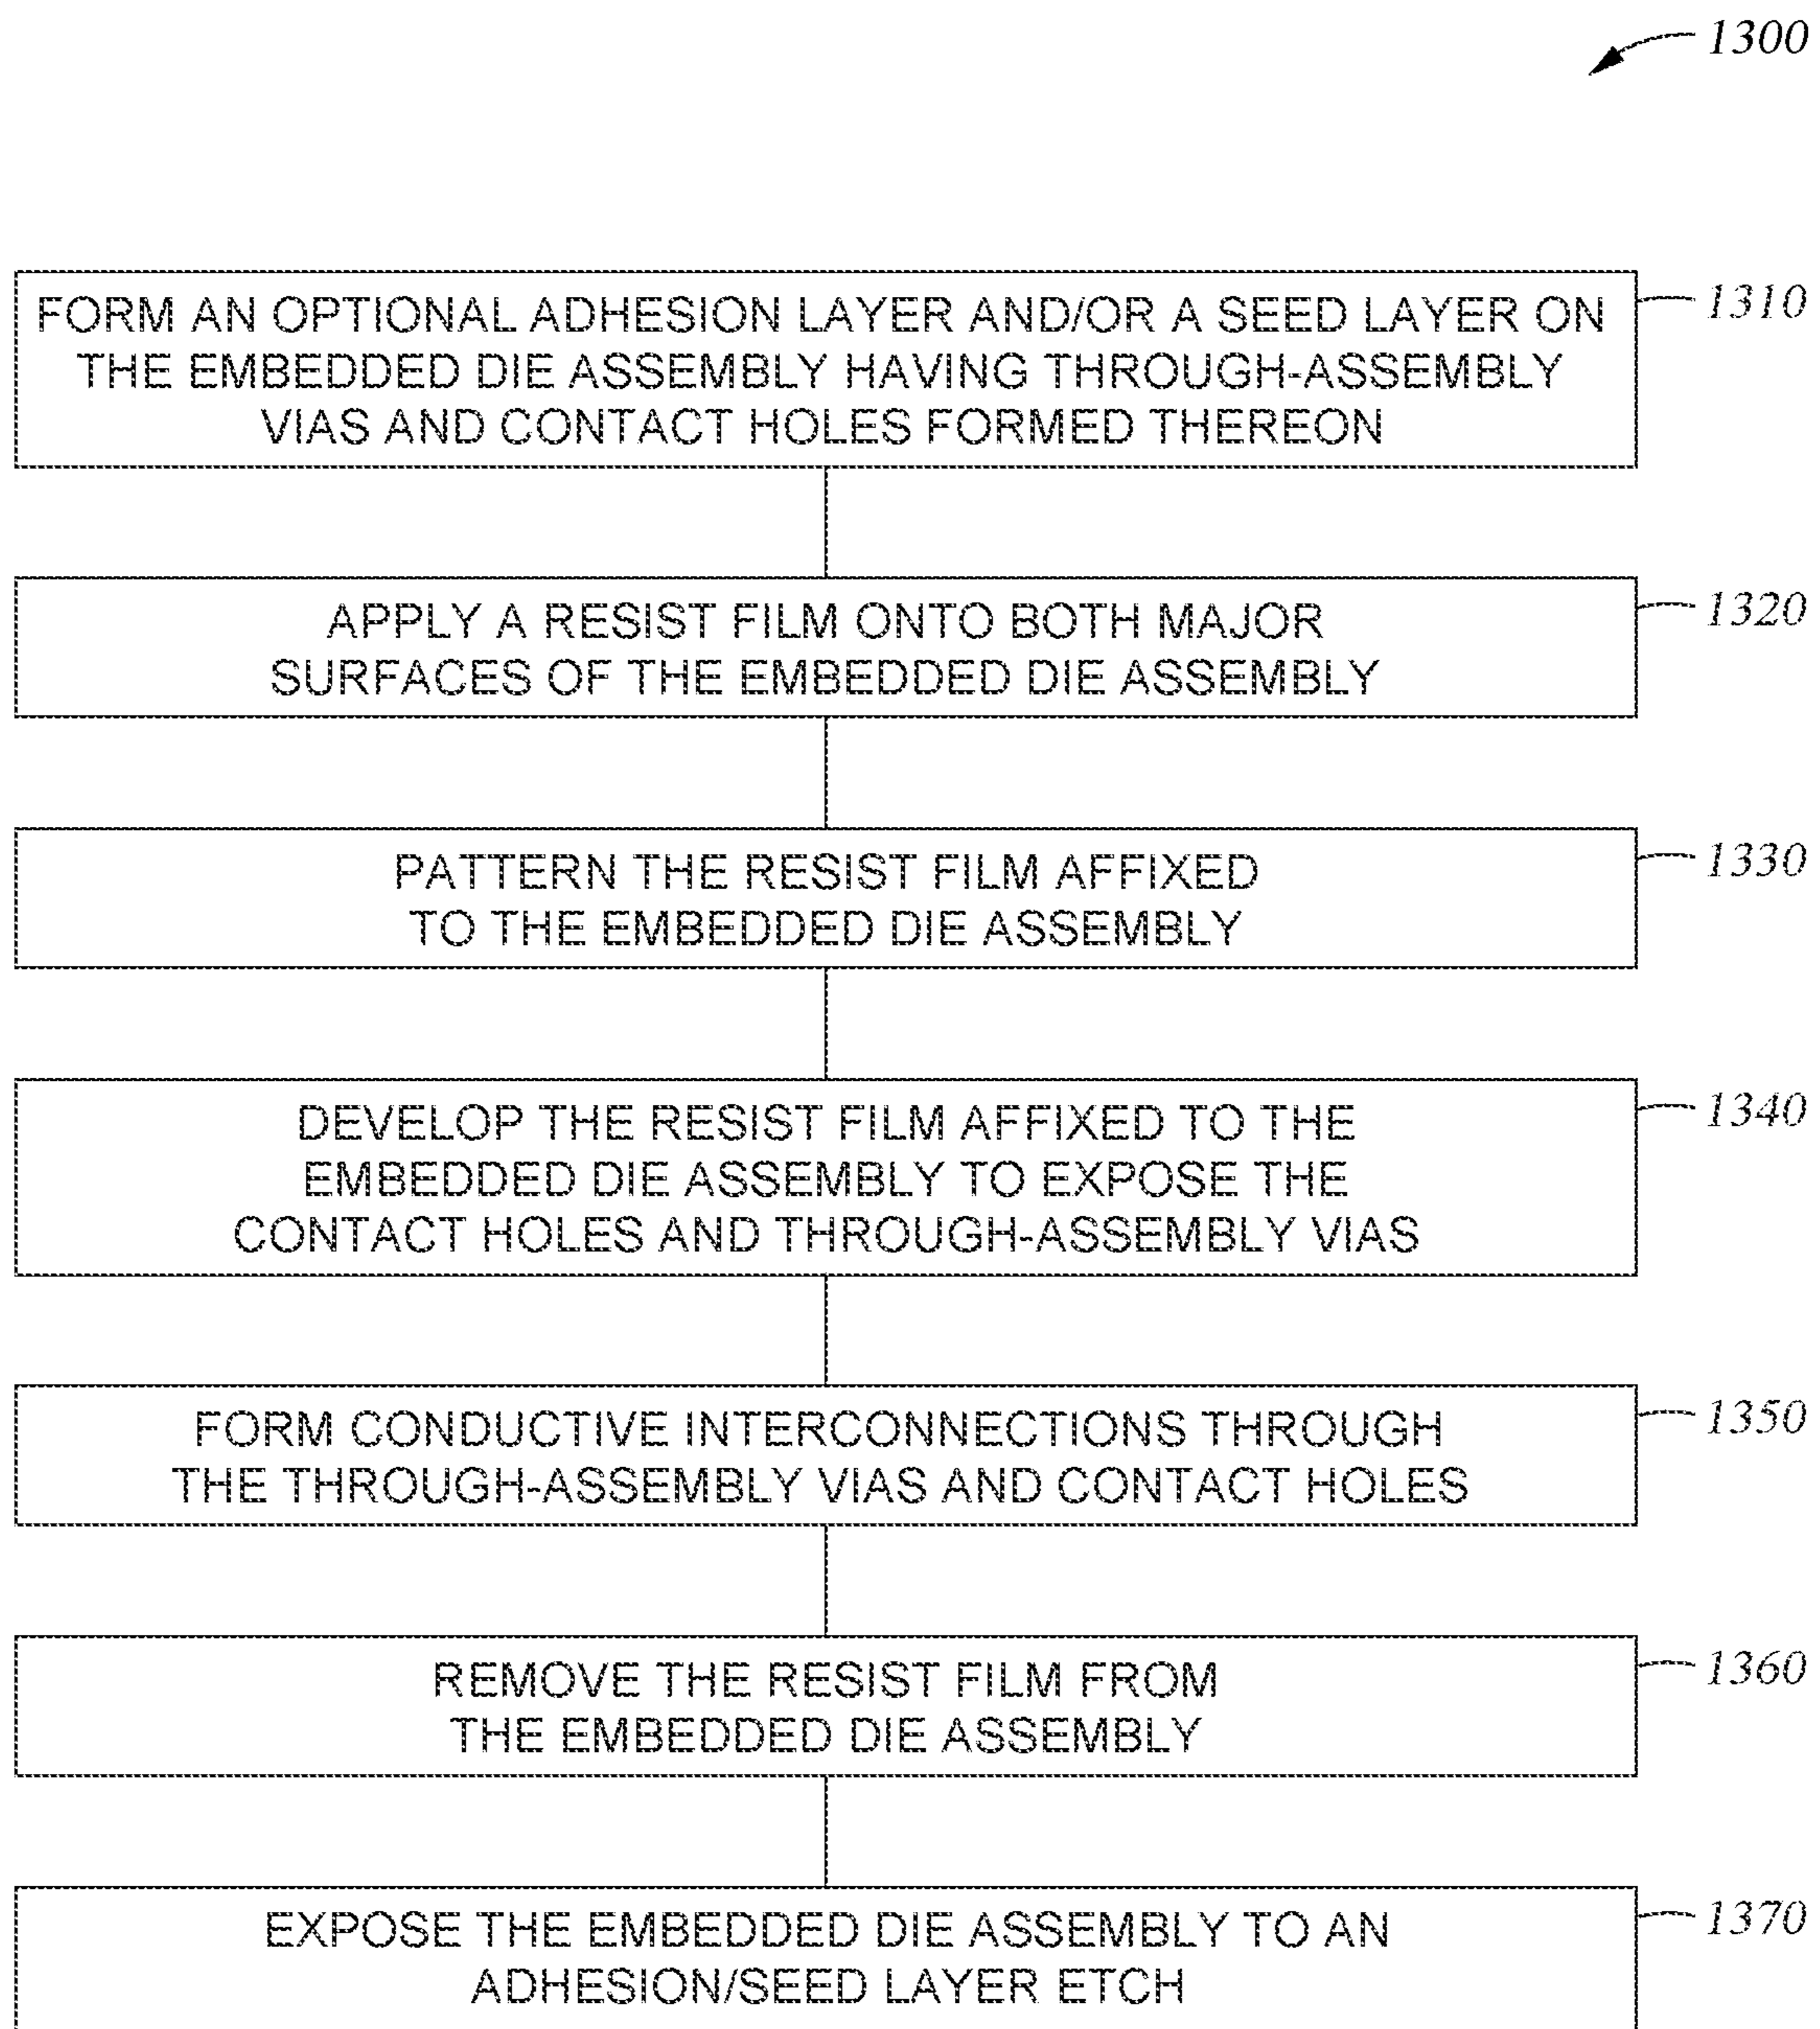 1300
FORM AN OPTIONAL ADHESION LAYER AND/OR A SEED LAYER ON
THE EMBEDDED DIE ASSEMBLY HAVING THROUGH-ASSEMBLY
VIAS AND CONTACT HOLES FORMED THEREON
1310
APPLY A RESIST FILM ONTO BOTH MAJOR
SURFACES OF THE EMBEDDED DIE ASSEMBLY
1320
PATTERN THE RESIST FILM AFFIXED
TO THE EMBEDDED DIE ASSEMBLY
1330
DEVELOP THE RESIST FILM AFFIXED TO THE
EMBEDDED DIE ASSEMBLY TO EXPOSE THE
CONTACT HOLES AND THROUGH-ASSEMBLY VIAS
1340
FORM CONDUCTIVE INTERCONNECTIONS THROUGH
THE THROUGH-ASSEMBLY VIAS AND CONTACT HOLES
1350
REMOVE THE RESIST FILM FROM
THE EMBEDDED DIE ASSEMBLY
1360
EXPOSE THE EMBEDDED DIE ASSEMBLY TO AN
ADHESION/SEED LAYER ETCH
1370